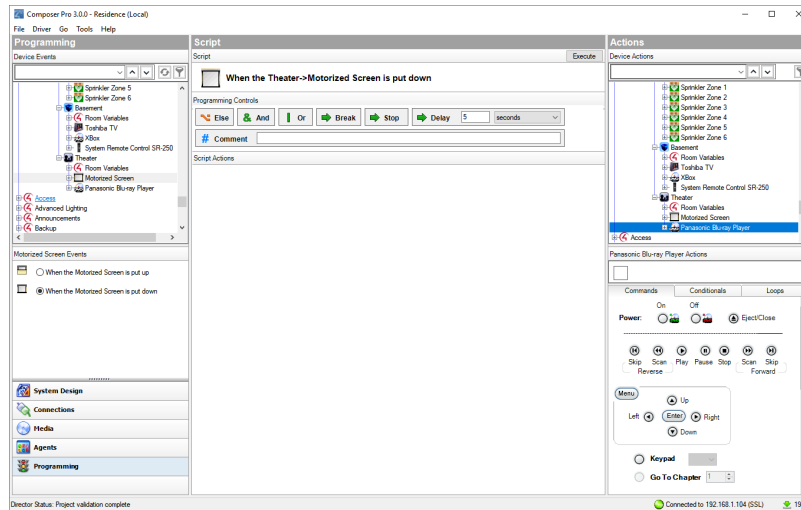 Composer Pro 3.0.0 - Residence (Local)
File Driver Go Tools Help
Programming
Device Events
Sprinkler Zone 5
Sprinkler Zone 6
Basement
Room Variables
Toshiba TV
XBox
System Remote Control SR-250
Theater
Room Variables
Motorized Screen
Panasonic Blu-ray Player
Access
Advanced Lighting
Announcements
Backup
Motorized Screen Events
When the Motorized Screen is put up
When the Motorized Screen is put down
System Design
Connections
Media
Agents
Programming
Script
Script
Execute
When the Theater->Motorized Screen is put down
Programming Controls
Else & And Or Break Stop Delay 5 seconds
# Comment
Script Actions
Actions
Device Actions
Sprinkler Zone 1
Sprinkler Zone 2
Sprinkler Zone 3
Sprinkler Zone 4
Sprinkler Zone 5
Sprinkler Zone 6
Basement
Room Variables
Toshiba TV
XBox
System Remote Control SR-250
Theater
Room Variables
Motorized Screen
Panasonic Blu-ray Player
Access
Panasonic Blu-ray Player Actions
Commands Conditionals Loops
On Off
Power: Eject/Close
Skip Scan Play Pause Stop Scan Skip
Reverse Forward
Menu
Up
Left Enter Right
Down
Keypad
Go To Chapter 1
Director Status: Project validation complete
Connected to 192.168.1.104 (SSL) 19